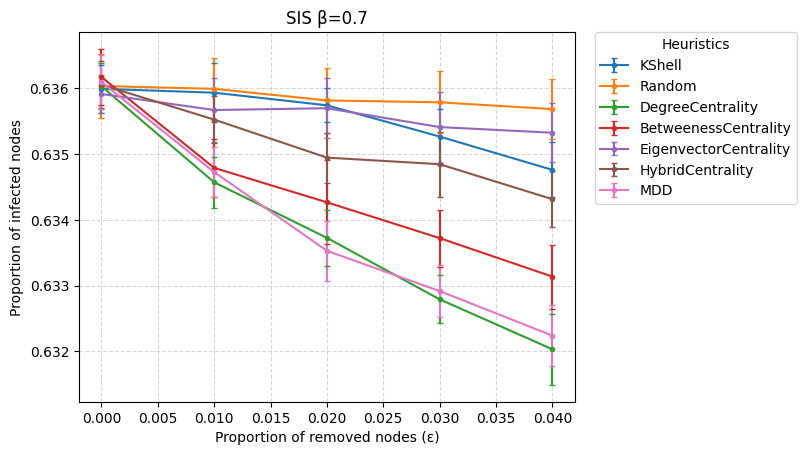 SIS β=0.7
Proportion of infected nodes
0.636
0.635
0.634
0.633
0.632
0.000
0.005
0.010
0.015
0.020
0.025
0.030
0.035
0.040
Proportion of removed nodes (ε)
Heuristics
KShell
Random
DegreeCentrality
BetweenessCentrality
EigenvectorCentrality
HybridCentrality
MDD